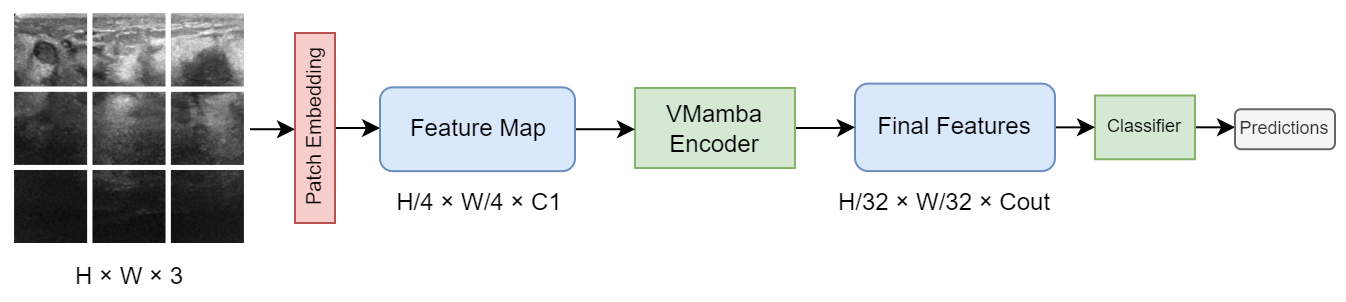 H × W × 3
Patch Embedding
Feature Map
H/4 × W/4 × C1
VMamba
Encoder
Final Features
H/32 × W/32 × Cout
Classifier
Predictions